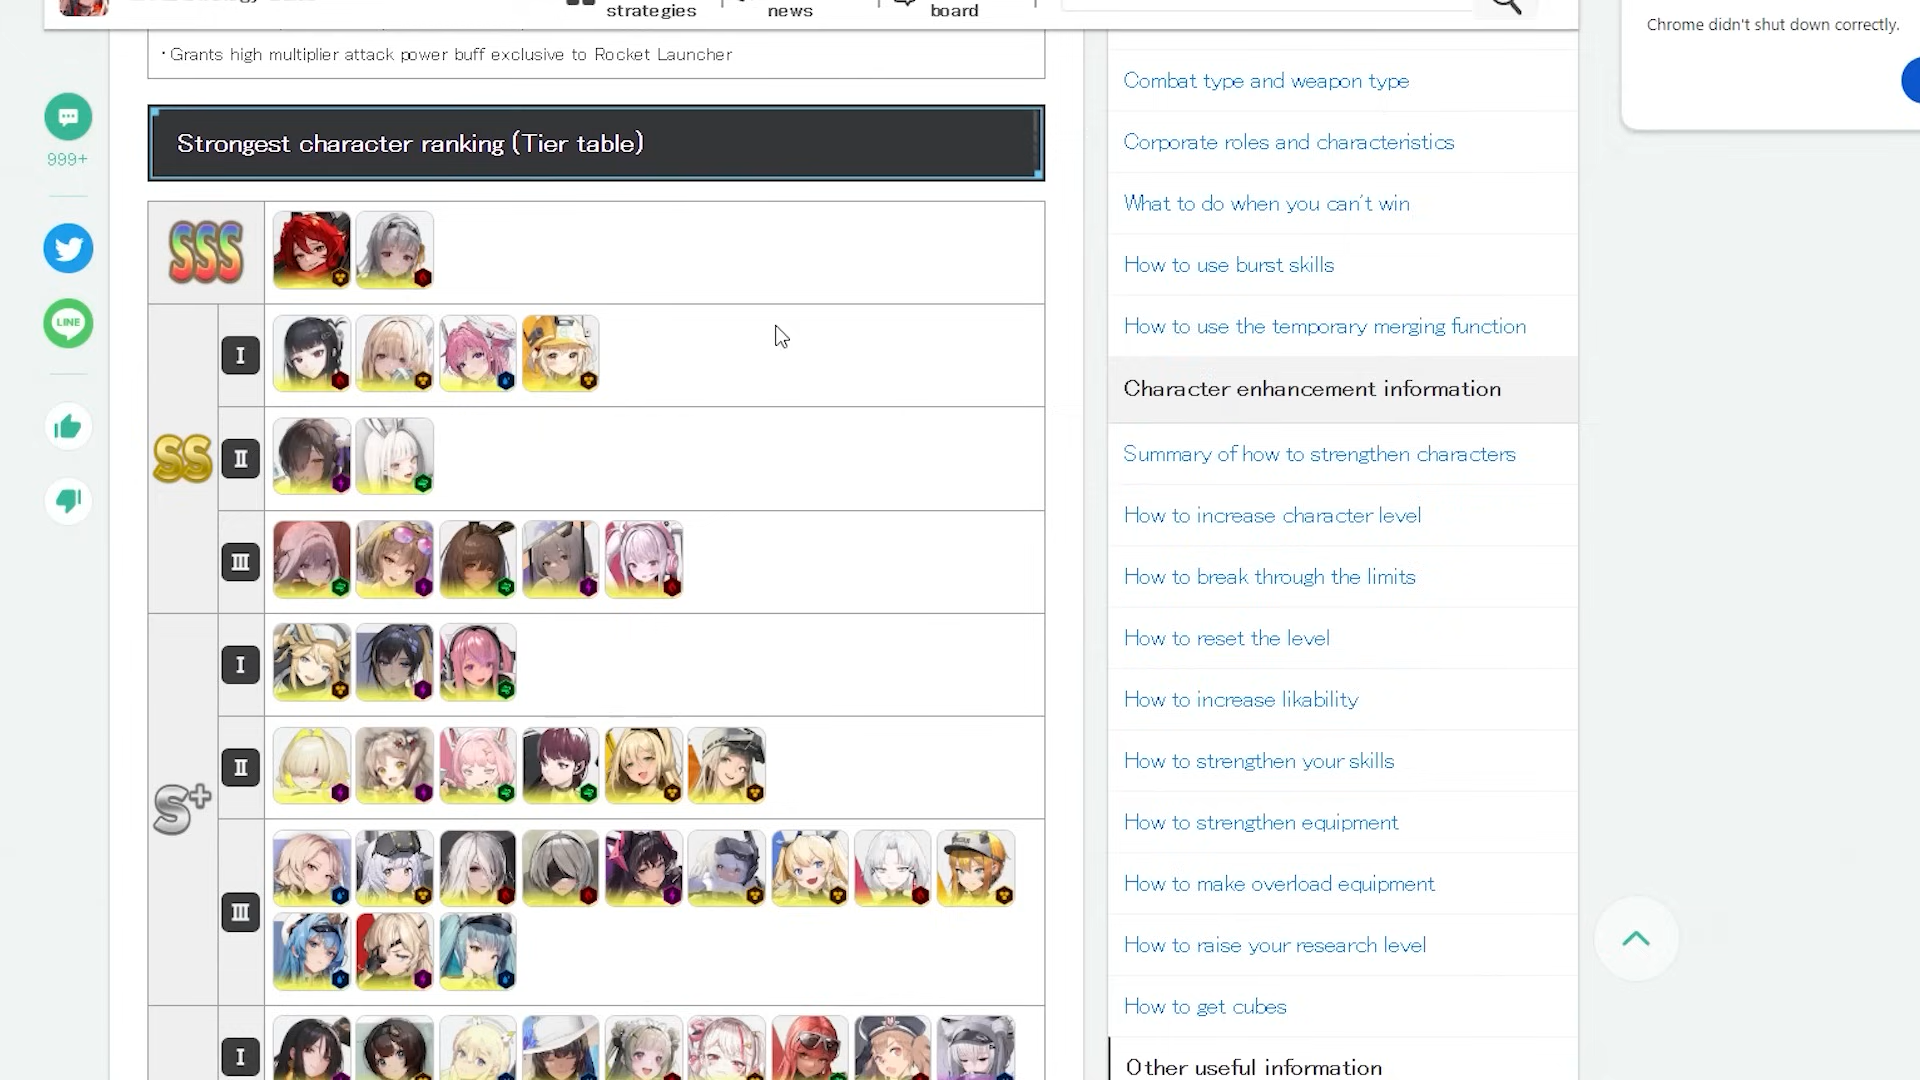 strategies
news
board
・Grants high multiplier attack power buff exclusive to Rocket Launcher
Strongest character ranking (Tier table)
999+
LINE
SSS
SS
I
II
III
S+
I
II
III
I
Combat type and weapon type
Corporate roles and characteristics
What to do when you can't win
How to use burst skills
How to use the temporary merging function
Character enhancement information
Summary of how to strengthen characters
How to increase character level
How to break through the limits
How to reset the level
How to increase likability
How to strengthen your skills
How to strengthen equipment
How to make overload equipment
How to raise your research level
How to get cubes
Other useful information
Chrome didn't shut down correctly.